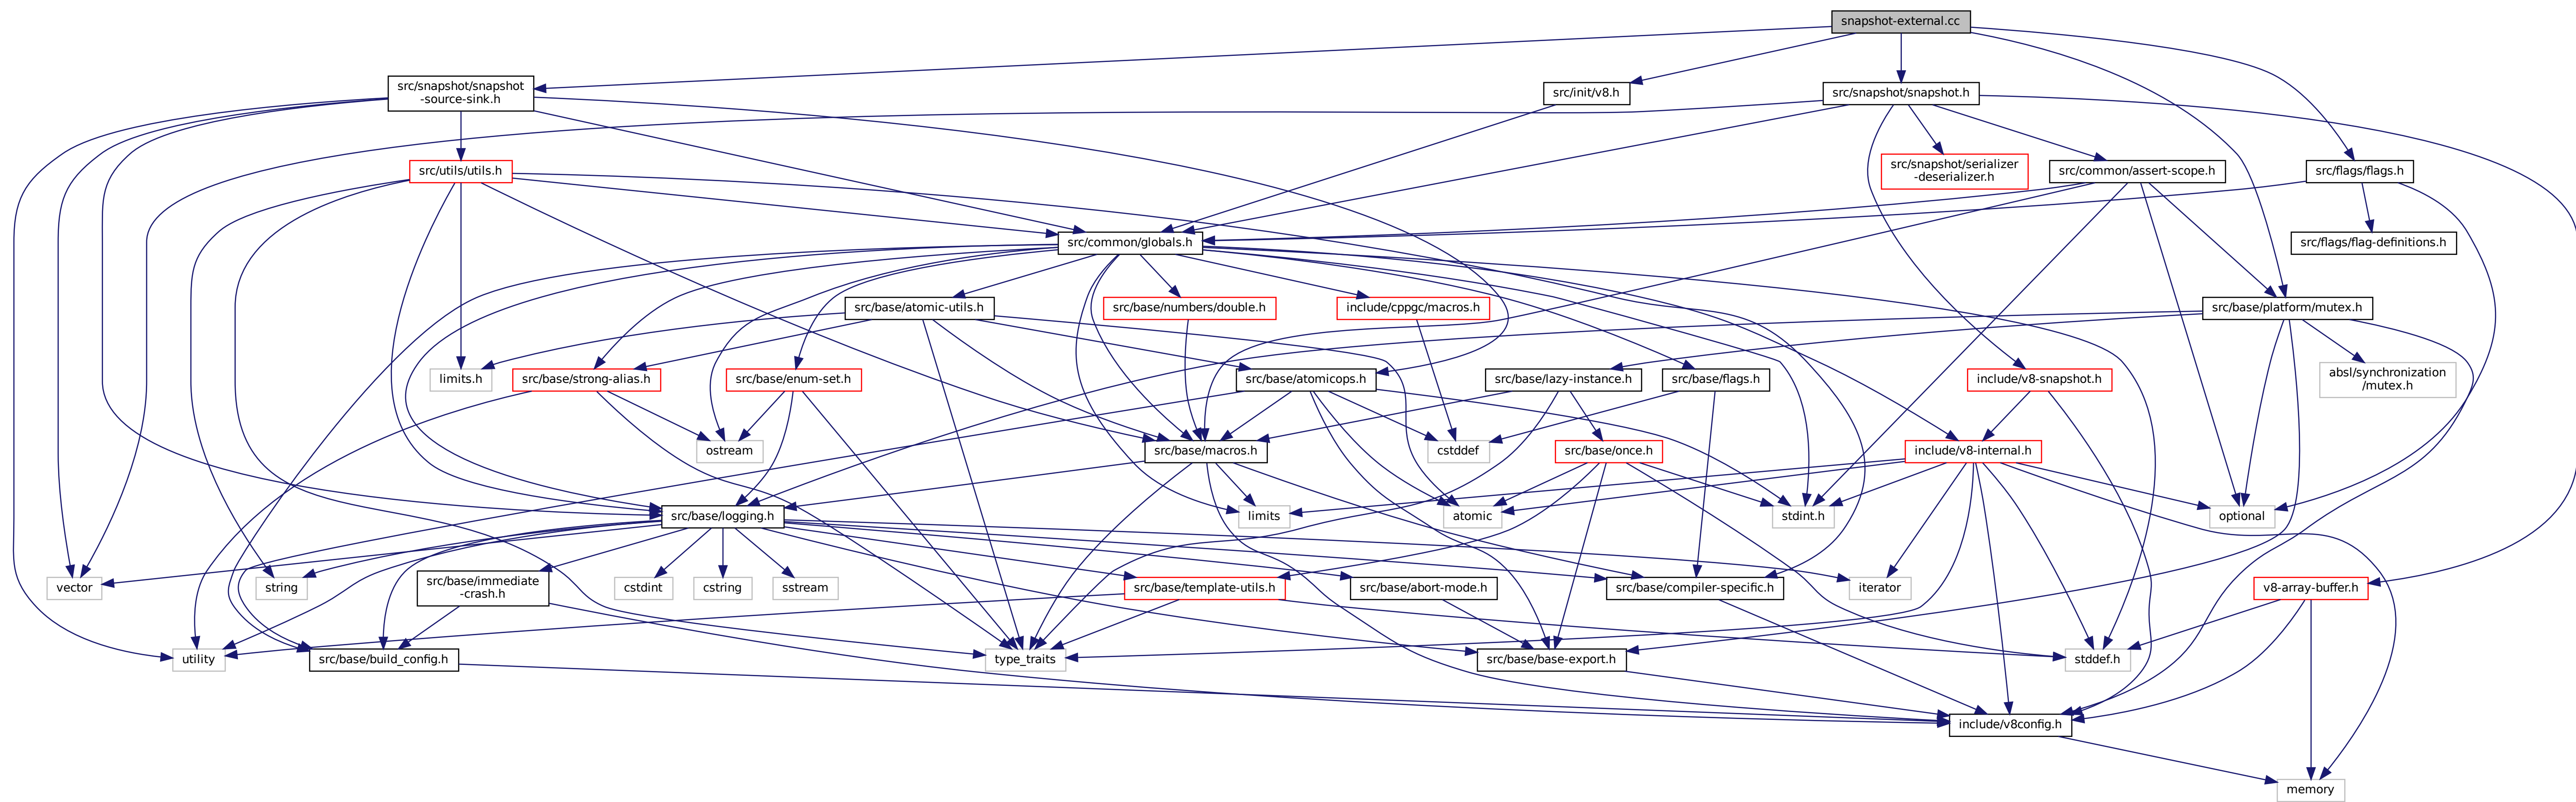 snapshot-external.cc
src/snapshot/snapshot
-source-sink.h
src/init/v8.h
src/snapshot/snapshot.h
src/utils/utils.h
src/snapshot/serializer
-deserializer.h
src/common/assert-scope.h
src/flags/flags.h
src/common/globals.h
src/flags/flag-definitions.h
src/base/atomic-utils.h
src/base/numbers/double.h
include/cppgc/macros.h
src/base/platform/mutex.h
limits.h
src/base/strong-alias.h
src/base/enum-set.h
src/base/atomicops.h
src/base/lazy-instance.h
src/base/flags.h
include/v8-snapshot.h
absl/synchronization
/mutex.h
ostream
src/base/macros.h
cstddef
src/base/once.h
include/v8-internal.h
src/base/logging.h
limits
atomic
stdint.h
optional
vector
string
src/base/immediate
-crash.h
cstdint
cstring
sstream
src/base/template-utils.h
src/base/abort-mode.h
src/base/compiler-specific.h
iterator
v8-array-buffer.h
utility
src/base/build_config.h
type_traits
src/base/base-export.h
stddef.h
include/v8config.h
memory